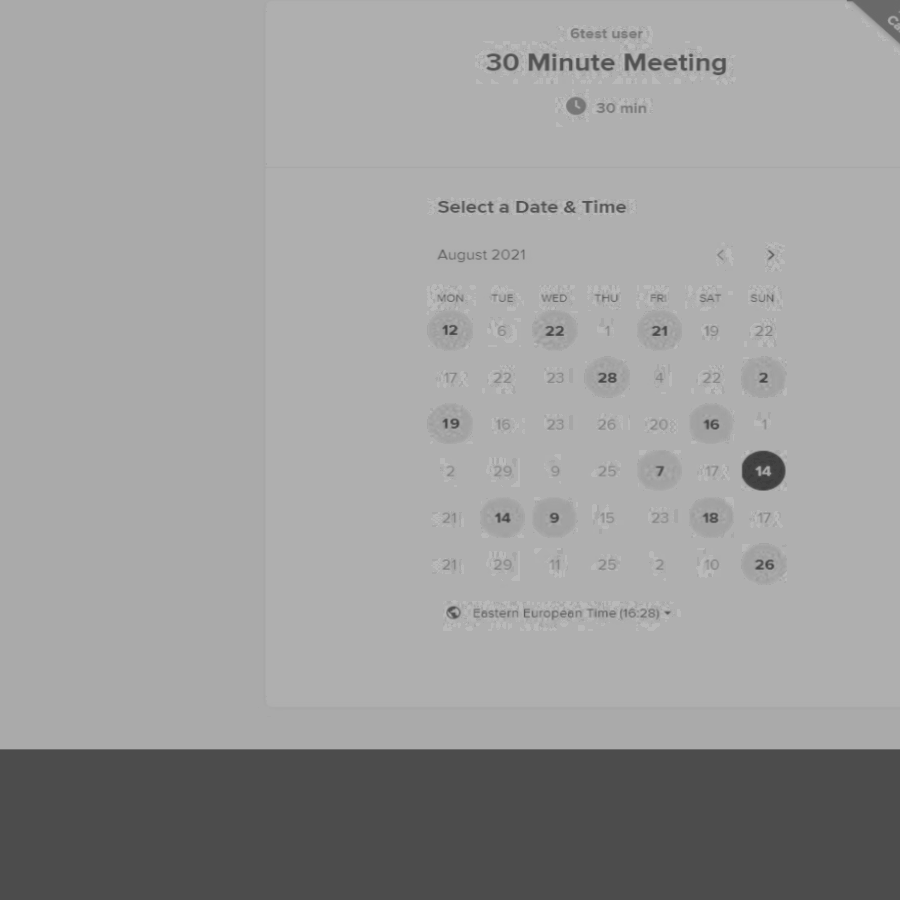 6test user
30 Minute Meeting
30 min
Select a Date & Time
August 2021
MON TUE WED THU FRI SAT SUN
12 6 22 1 21 19 22
17 22 23 28 4 22 2
19 16 23 26 20 16 1
2 29 9 25 7 17 14
21 14 9 15 23 18 17
21 29 11 25 2 10 26
Eastern European Time (16:28)